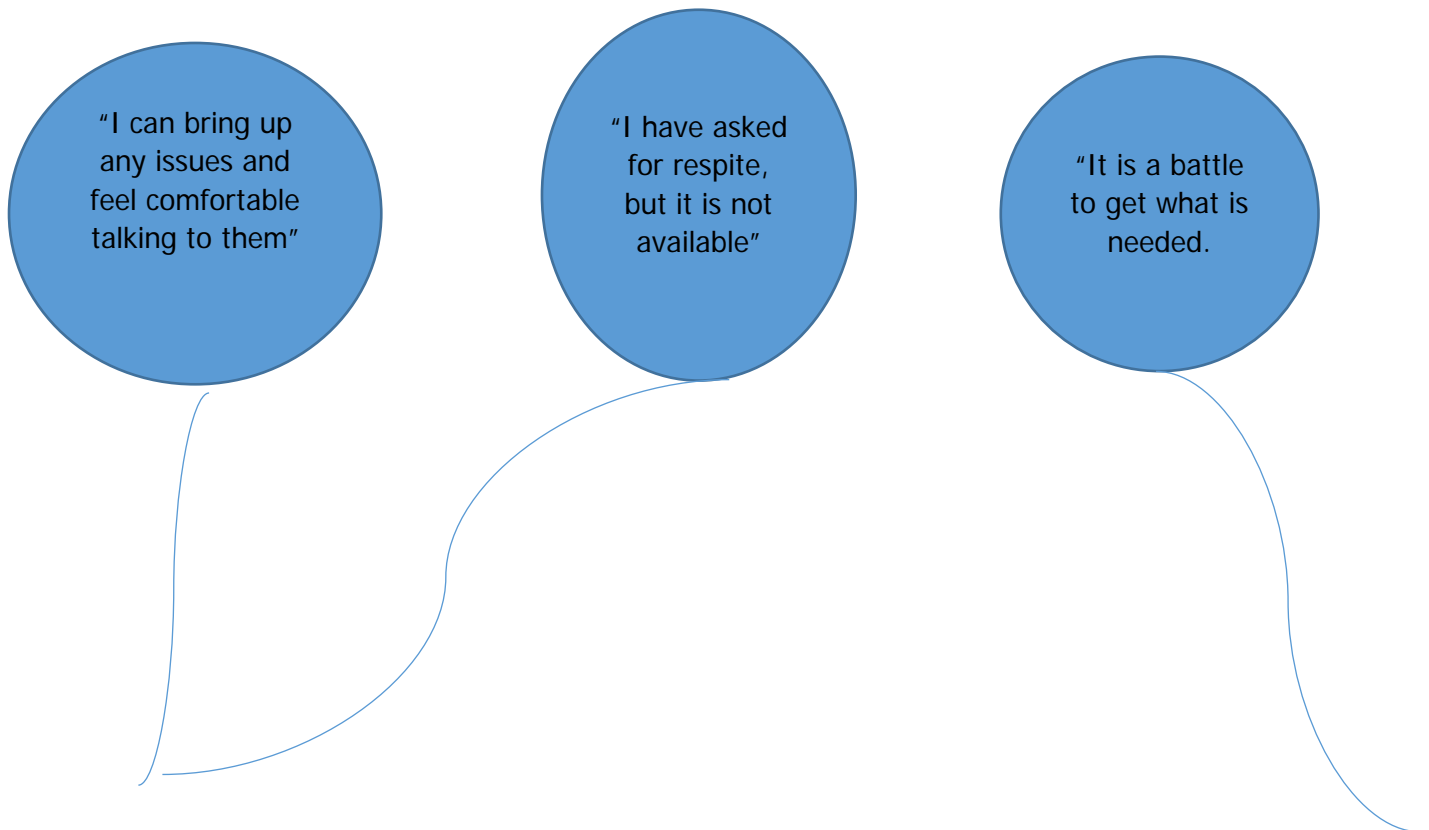 “I can bring up
any issues and
feel comfortable
talking to them”
“I have asked
for respite,
but it is not
available”
“It is a battle
to get what is
needed.